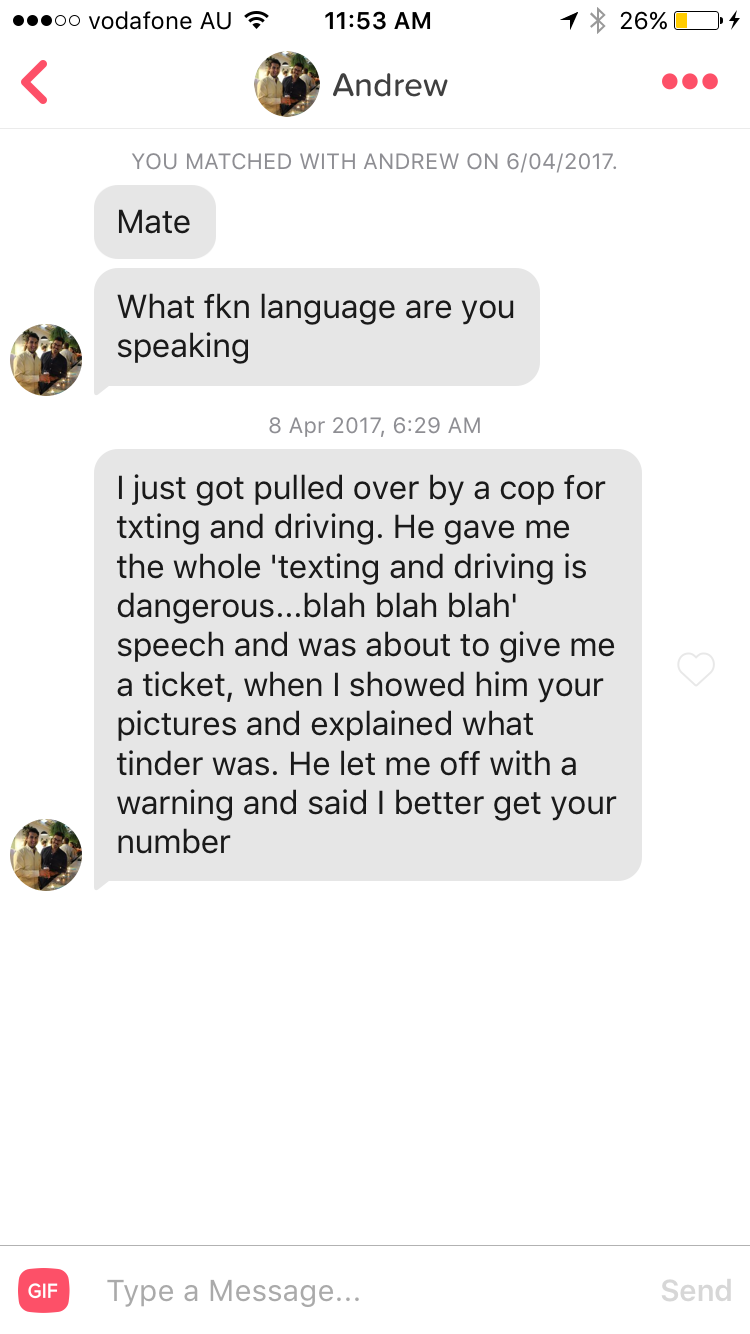 vodafone AU 11:53 AM 26%
Andrew
YOU MATCHED WITH ANDREW ON 6/04/2017.
Mate
What fkn language are you
speaking
8 Apr 2017, 6:29 AM
I just got pulled over by a cop for
txting and driving. He gave me
the whole 'texting and driving is
dangerous...blah blah blah'
speech and was about to give me
a ticket, when I showed him your
pictures and explained what
tinder was. He let me off with a
warning and said I better get your
number
GIF Type a Message... Send